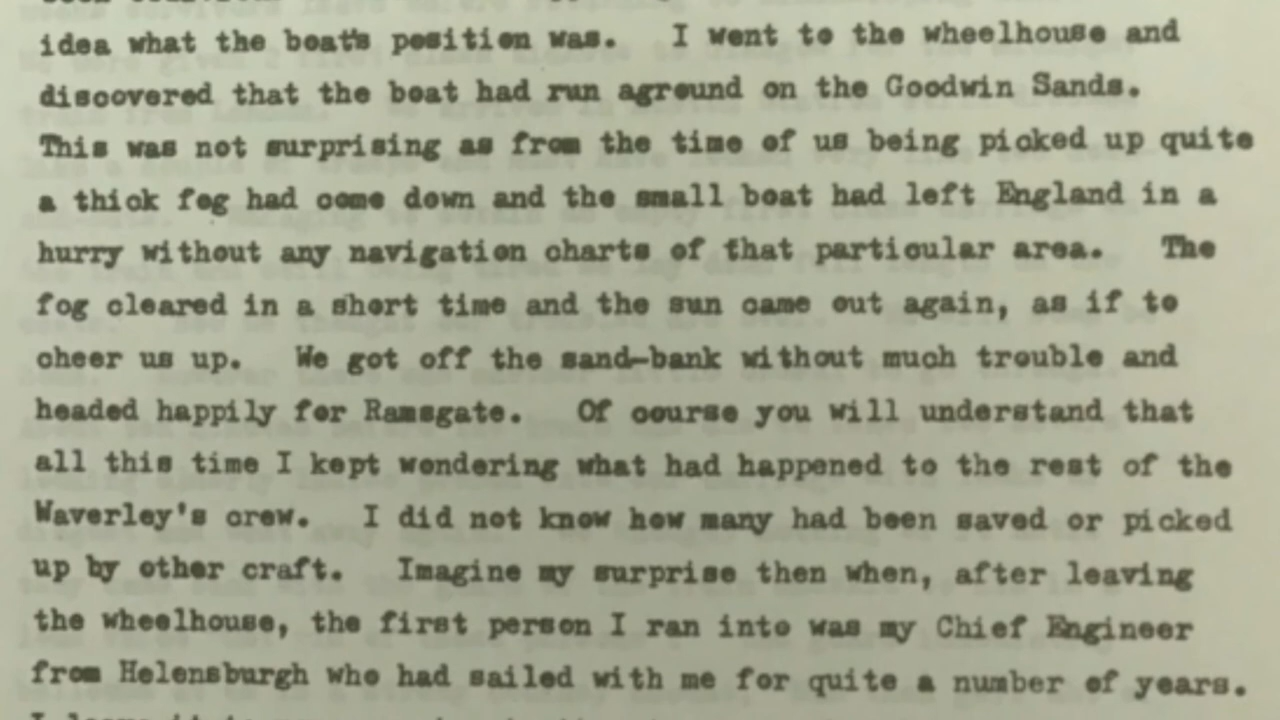 idea what the boat's position was. I went to the wheelhouse and
discovered that the boat had run aground on the Goodwin Sands.
This was not surprising as from the time of us being picked up quite
a thick fog had come down and the small boat had left England in a
hurry without any navigation charts of that particular area. The
fog cleared in a short time and the sun came out again, as if to
cheer us up. We got off the sand-bank without much trouble and
headed happily for Ramsgate. Of course you will understand that
all this time I kept wondering what had happened to the rest of the
Waverley's crew. I did not know how many had been saved or picked
up by other craft. Imagine my surprise then when, after leaving
the wheelhouse, the first person I ran into was my Chief Engineer
from Helensburgh who had sailed with me for quite a number of years.